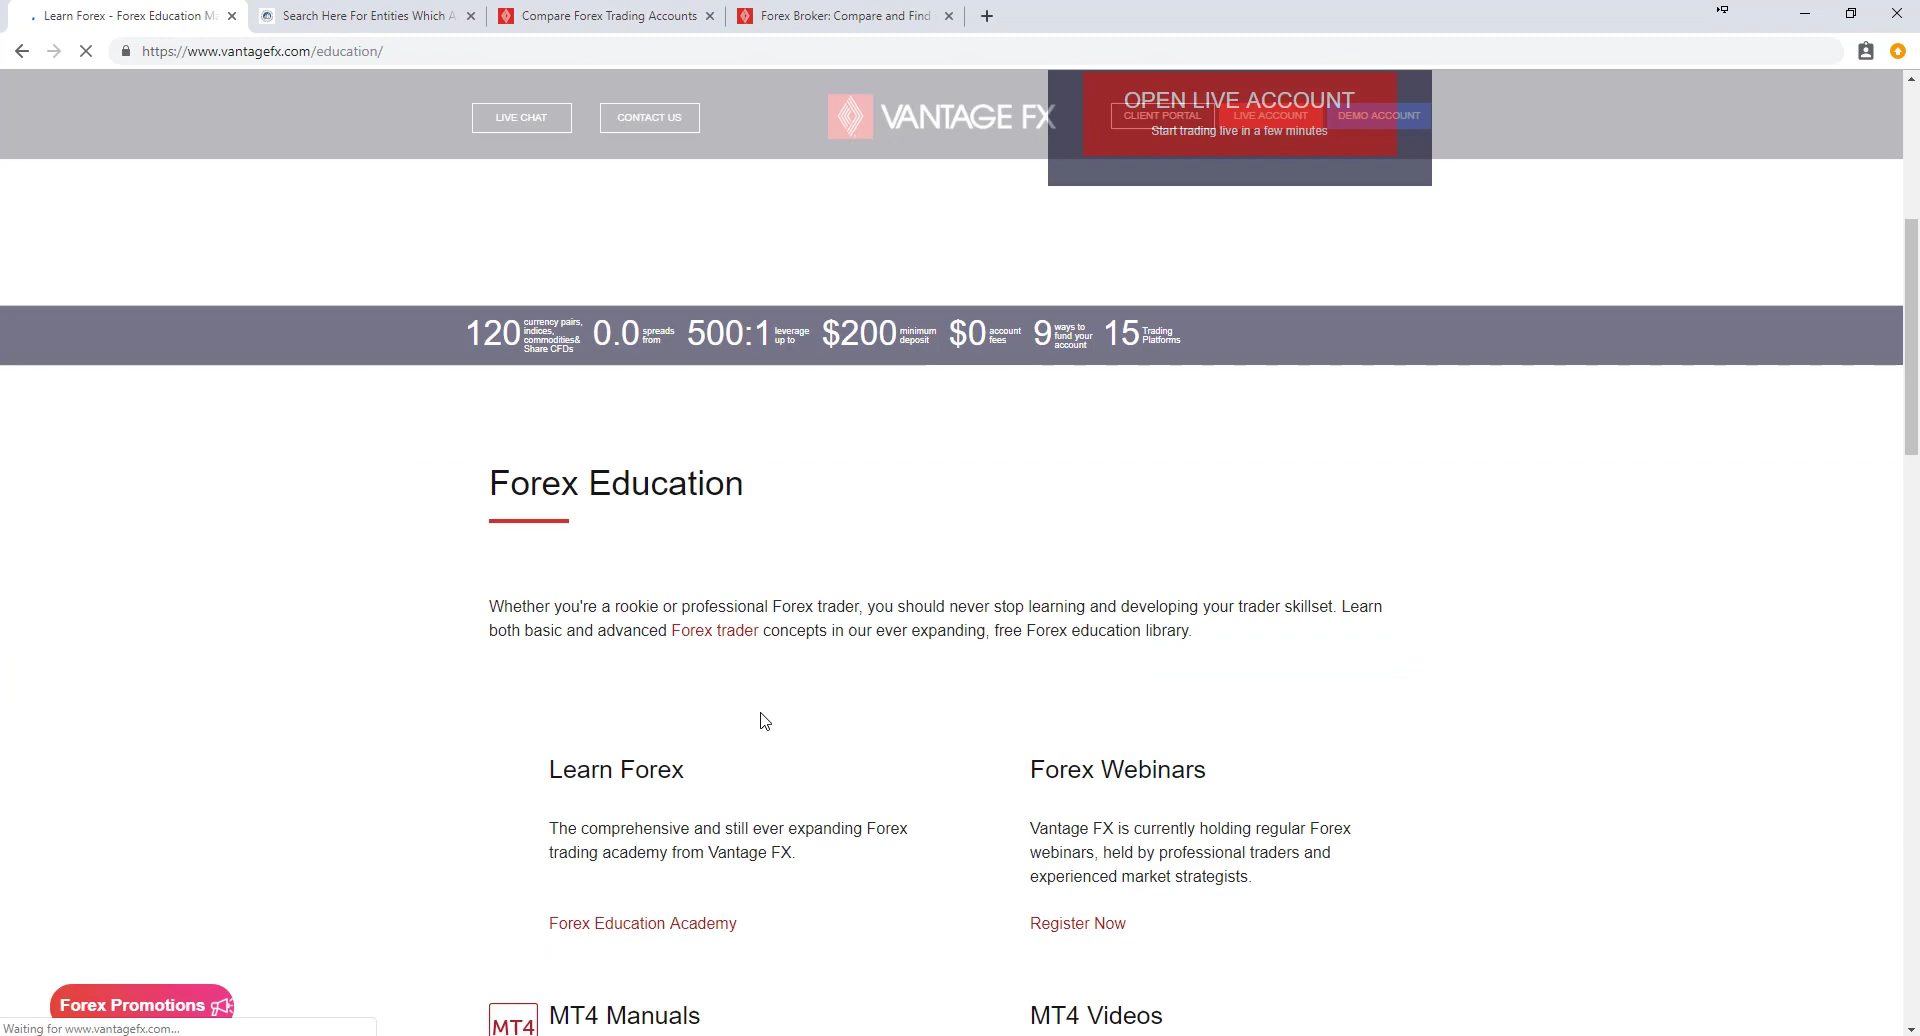 Learn Forex - Forex Education Ma
Search Here For Entities Which A
Compare Forex Trading Accounts
Forex Broker: Compare and Find
https://www.vantagefx.com/education/
LIVE CHAT
CONTACT US
VANTAGE FX
OPEN LIVE ACCOUNT
CLIENT PORTAL
LIVE ACCOUNT
DEMO ACCOUNT
Start trading live in a few minutes
120 currency pairs, indices, commodities& Share CFDs
0.0 spreads from
500:1 leverage up to
$200 minimum deposit
$0 account fees
9 ways to fund your account
15 Trading Platforms
Forex Education
Whether you're a rookie or professional Forex trader, you should never stop learning and developing your trader skillset. Learn
both basic and advanced Forex trader concepts in our ever expanding, free Forex education library.
Learn Forex
The comprehensive and still ever expanding Forex
trading academy from Vantage FX.
Forex Education Academy
Forex Webinars
Vantage FX is currently holding regular Forex
webinars, held by professional traders and
experienced market strategists.
Register Now
MT4
MT4 Manuals
MT4 Videos
Forex Promotions
Waiting for www.vantagefx.com...